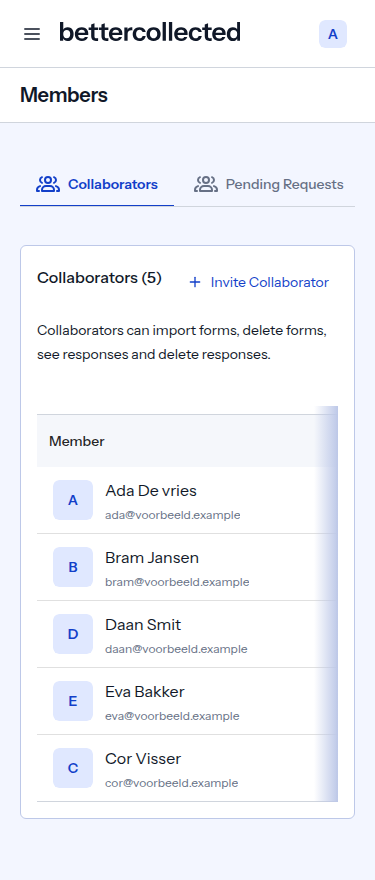 bettercollected
A
Members
Collaborators
Pending Requests
Collaborators (5)
+ Invite Collaborator
Collaborators can import forms, delete forms,
see responses and delete responses.
Member
A
Ada De vries
ada@voorbeeld.example
B
Bram Jansen
bram@voorbeeld.example
D
Daan Smit
daan@voorbeeld.example
E
Eva Bakker
eva@voorbeeld.example
C
Cor Visser
cor@voorbeeld.example